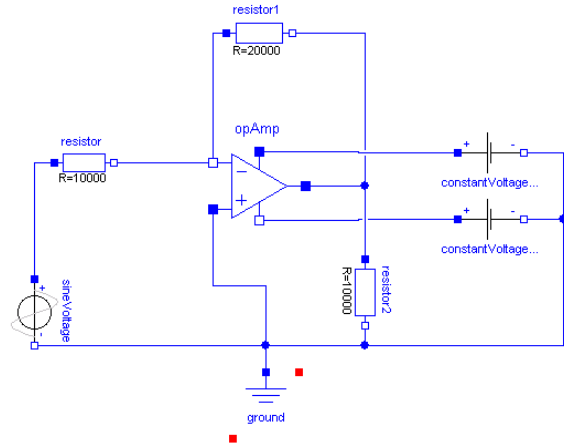 resistor1
R=20000
opAmp
resistor
R=10000
+ -
constantVoltage...
+ -
constantVoltage...
−
+
resistor2
R=10000
sineVoltage
+
-
ground